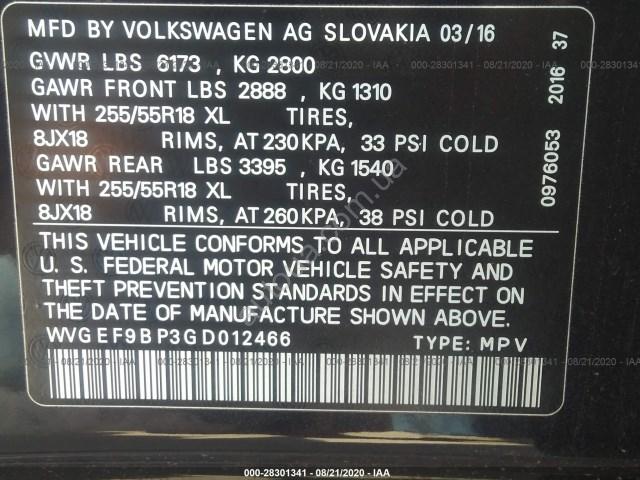 MFD BY VOLKSWAGEN AG SLOVAKIA 03/16
GVWR LBS 6173, KG 2800
GAWR FRONT LBS 2888, KG 1310
WITH 255/55R18 XL TIRES,
8JX18 RIMS, AT 230KPA, 33 PSI COLD
GAWR REAR LBS 3395, KG 1540
WITH 255/55R18 XL TIRES,
8JX18 RIMS, AT 260KPA, 38 PSI COLD
THIS VEHICLE CONFORMS TO ALL APPLICABLE
U. S. FEDERAL MOTOR VEHICLE SAFETY AND
THEFT PREVENTION STANDARDS IN EFFECT ON
THE DATE OF MANUFACTURE SHOWN ABOVE.
WVGEF9BP3GD012466 TYPE: MPV
0976053 2016 37
autoria.com.ua
000-28301341 - 08/21/2020 - IAA